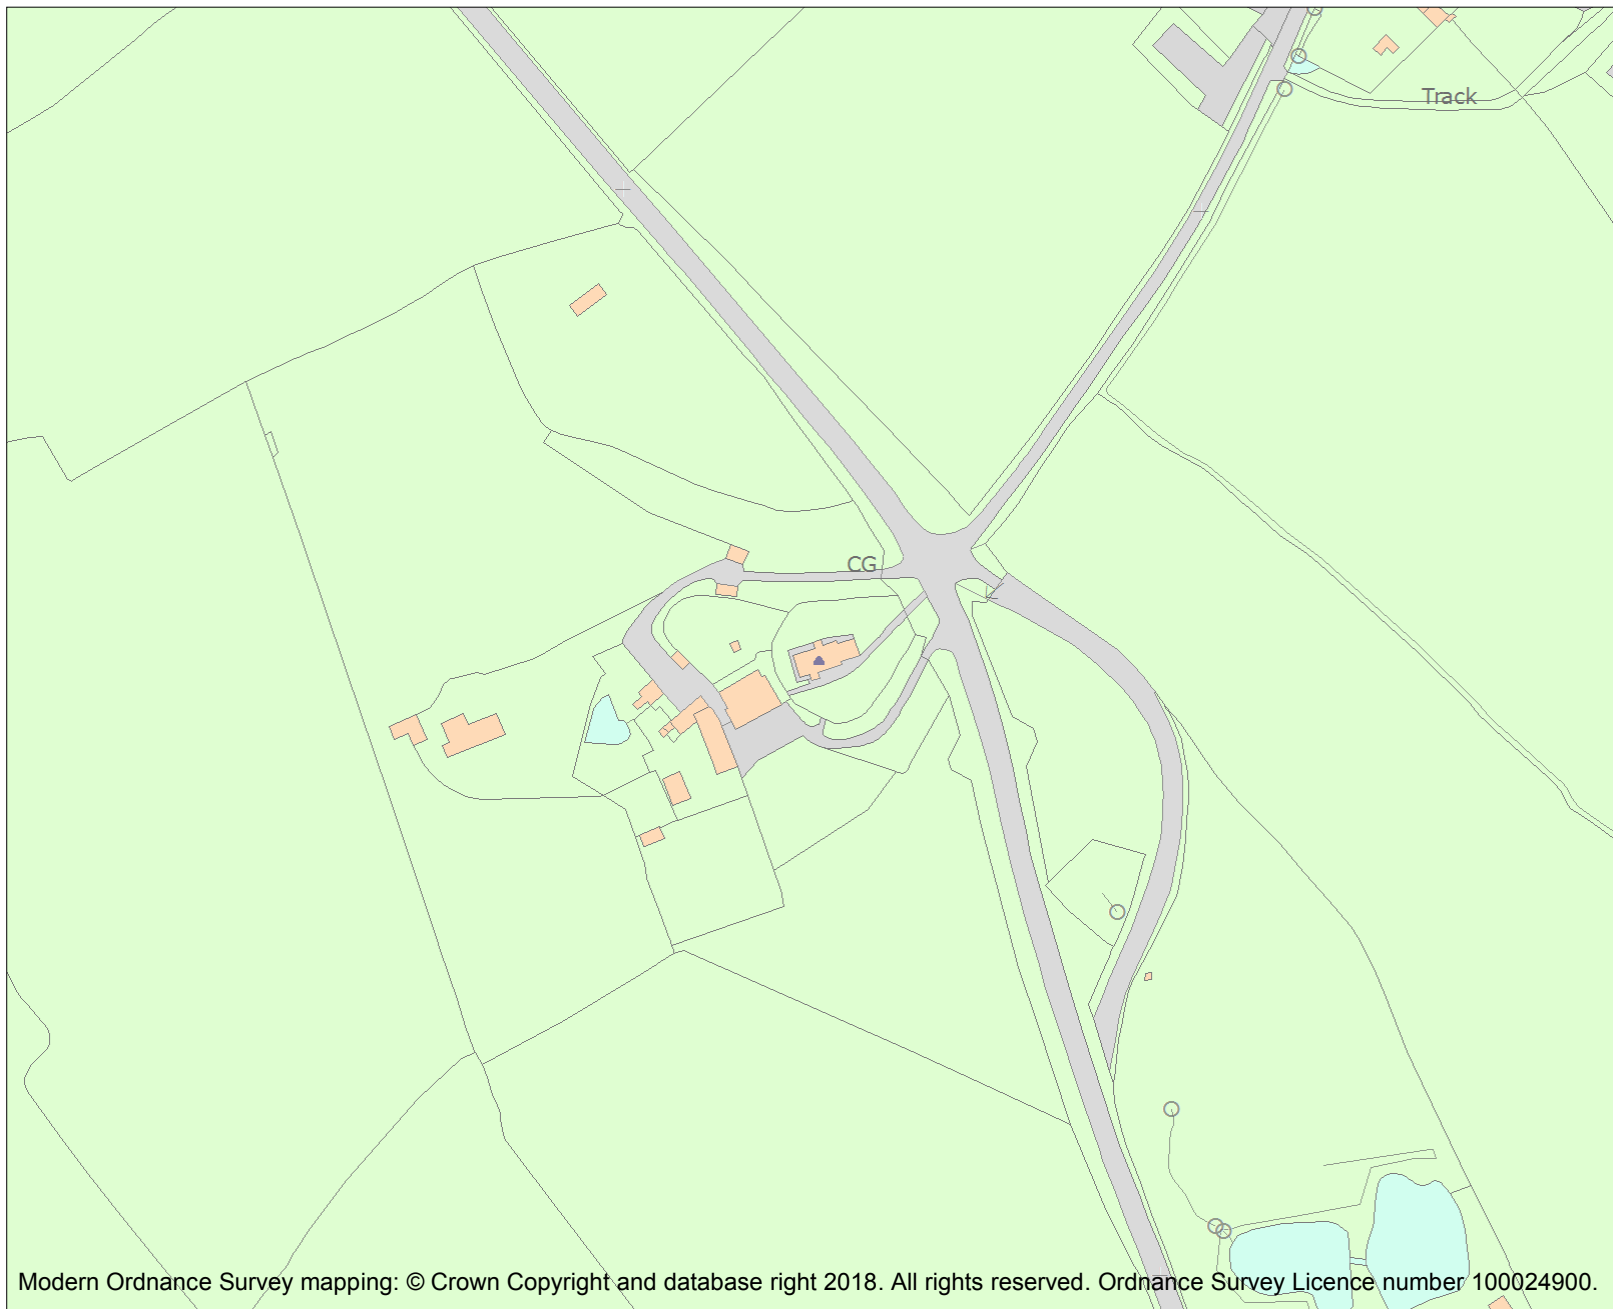 Track
CG
Modern Ordnance Survey mapping: © Crown Copyright and database right 2018. All rights reserved. Ordnance Survey Licence number 100024900.